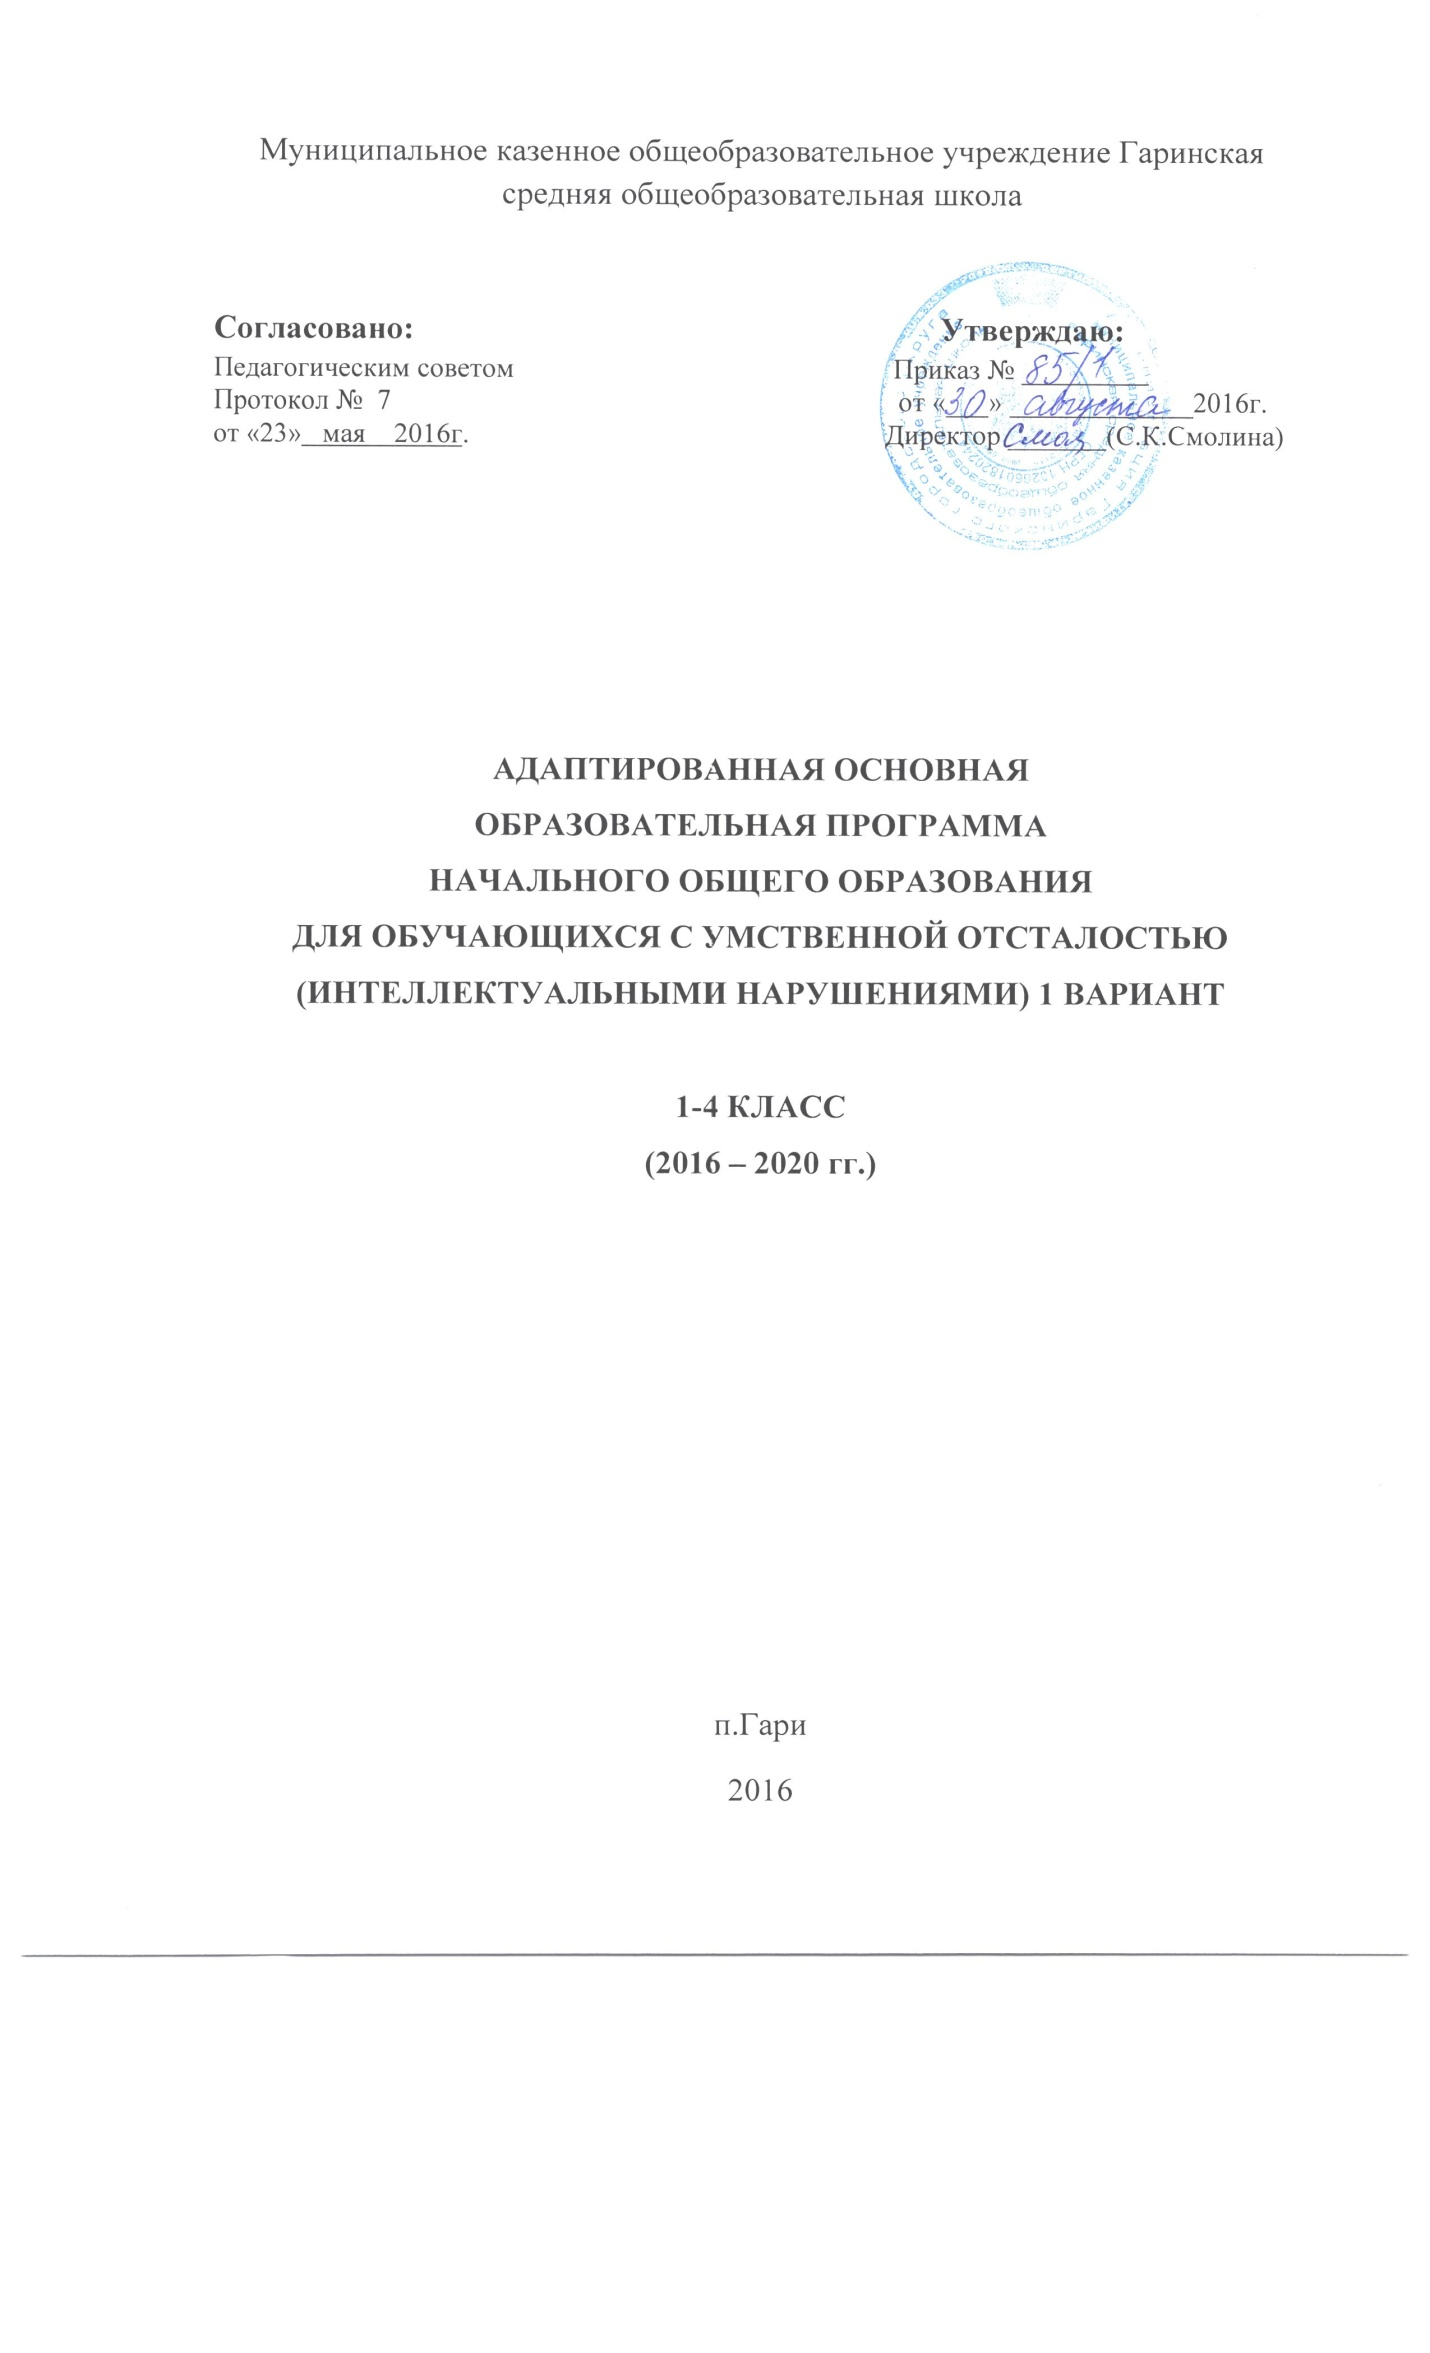 Муниципальное казенное общеобразовательное учреждение Гаринская
средняя общеобразовательная школа
Согласовано:
Педагогическим советом
Протокол № 7
от «23» мая 2016г.
Утверждаю:
Приказ № 85/1
от «30» августа 2016г.
Директор Смол (С.К.Смолина)
АДАПТИРОВАННАЯ ОСНОВНАЯ
ОБРАЗОВАТЕЛЬНАЯ ПРОГРАММА
НАЧАЛЬНОГО ОБЩЕГО ОБРАЗОВАНИЯ
ДЛЯ ОБУЧАЮЩИХСЯ С УМСТВЕННОЙ ОТСТАЛОСТЬЮ
(ИНТЕЛЛЕКТУАЛЬНЫМИ НАРУШЕНИЯМИ) 1 ВАРИАНТ
1-4 КЛАСС
(2016 – 2020 гг.)
п.Гари
2016